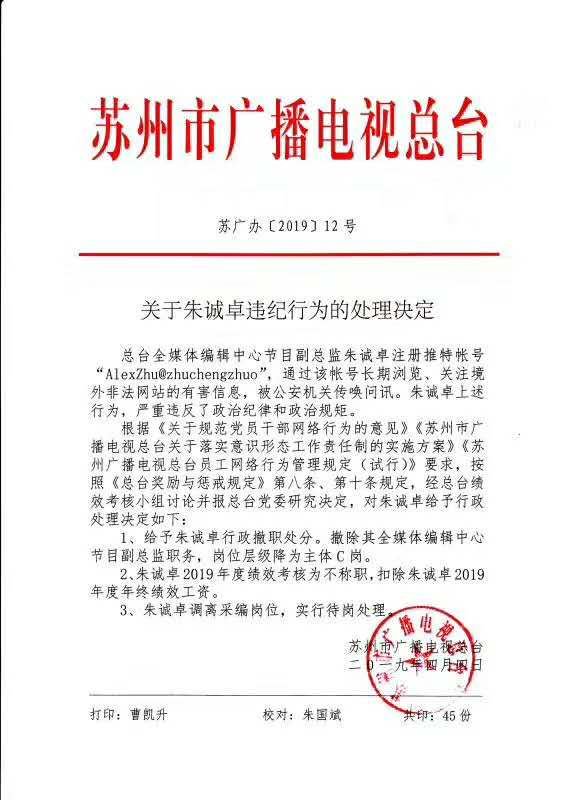 苏州市广播电视总台
苏广办〔2019〕12号
关于朱诚卓违纪行为的处理决定
总台全媒体编辑中心节目副总监朱诚卓注册推特帐号
“AlexZhu@zhuchengzhuo”，通过该帐号长期浏览、关注境
外非法网站的有害信息，被公安机关传唤问讯。朱诚卓上述
行为，严重违反了政治纪律和政治规矩。
根据《关于规范党员干部网络行为的意见》《苏州市广
播电视总台关于落实意识形态工作责任制的实施方案》《苏
州广播电视总台员工网络行为管理规定（试行）》要求，按
照《总台奖励与惩戒规定》第八条、第十条规定，经总台绩
效考核小组讨论并报总台党委研究决定，对朱诚卓给予行政
处理决定如下：
1、给予朱诚卓行政撤职处分。撤除其全媒体编辑中心
节目副总监职务，岗位层级降为主体C岗。
2、朱诚卓2019年度绩效考核为不称职，扣除朱诚卓2019
年度年终绩效工资。
3、朱诚卓调离采编岗位，实行待岗处理。
苏州市广播电视总台
二〇一九年四月四日
苏州市广播电视总台
打印：曹凯升 校对：朱国斌 共印：45份